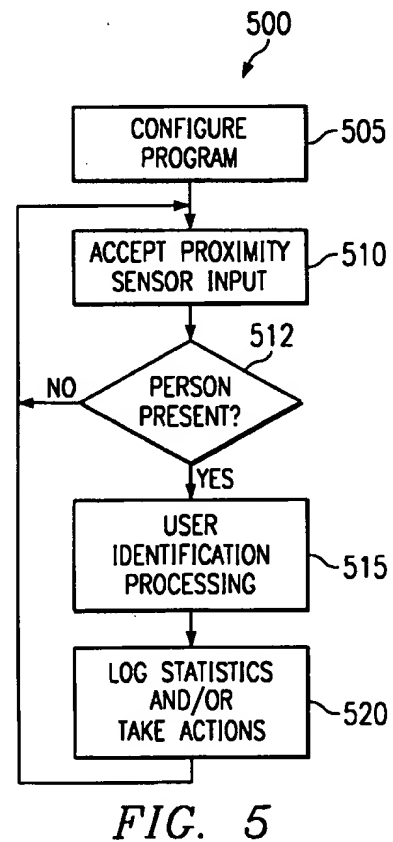 500
CONFIGURE
PROGRAM
505
ACCEPT PROXIMITY
SENSOR INPUT
510
512
PERSON
PRESENT?
NO
YES
USER
IDENTIFICATION
PROCESSING
515
LOG STATISTICS
AND/OR
TAKE ACTIONS
520
FIG. 5